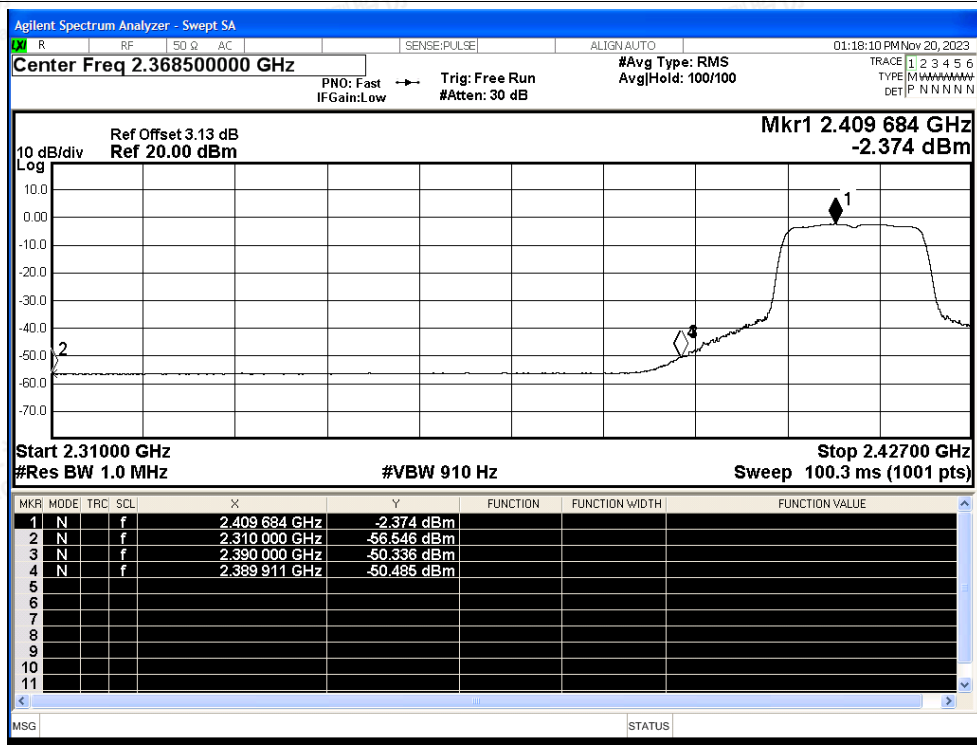 Agilent Spectrum Analyzer - Swept SA
LXI R RF 50 Ω AC SENSE:PULSE ALIGN AUTO 01:18:10 PM Nov 20, 2023
Center Freq 2.368500000 GHz
PNO: Fast Trig: Free Run
IFGain:Low #Atten: 30 dB
#Avg Type: RMS
Avg|Hold: 100/100
TRACE 1 2 3 4 5 6
TYPE M
DET P N N N N N
Ref Offset 3.13 dB
10 dB/div Ref 20.00 dBm
Log
Mkr1 2.409 684 GHz
-2.374 dBm
10.0
0.00
-10.0
-20.0
-30.0
-40.0
-50.0
-60.0
-70.0
1
2
Start 2.31000 GHz Stop 2.42700 GHz
#Res BW 1.0 MHz #VBW 910 Hz Sweep 100.3 ms (1001 pts)
MKR MODE TRC SCL X Y FUNCTION FUNCTION WIDTH FUNCTION VALUE
1 N f 2.409 684 GHz -2.374 dBm
2 N f 2.310 000 GHz -56.546 dBm
3 N f 2.390 000 GHz -50.336 dBm
4 N f 2.389 911 GHz -50.485 dBm
5
6
7
8
9
10
11
MSG STATUS